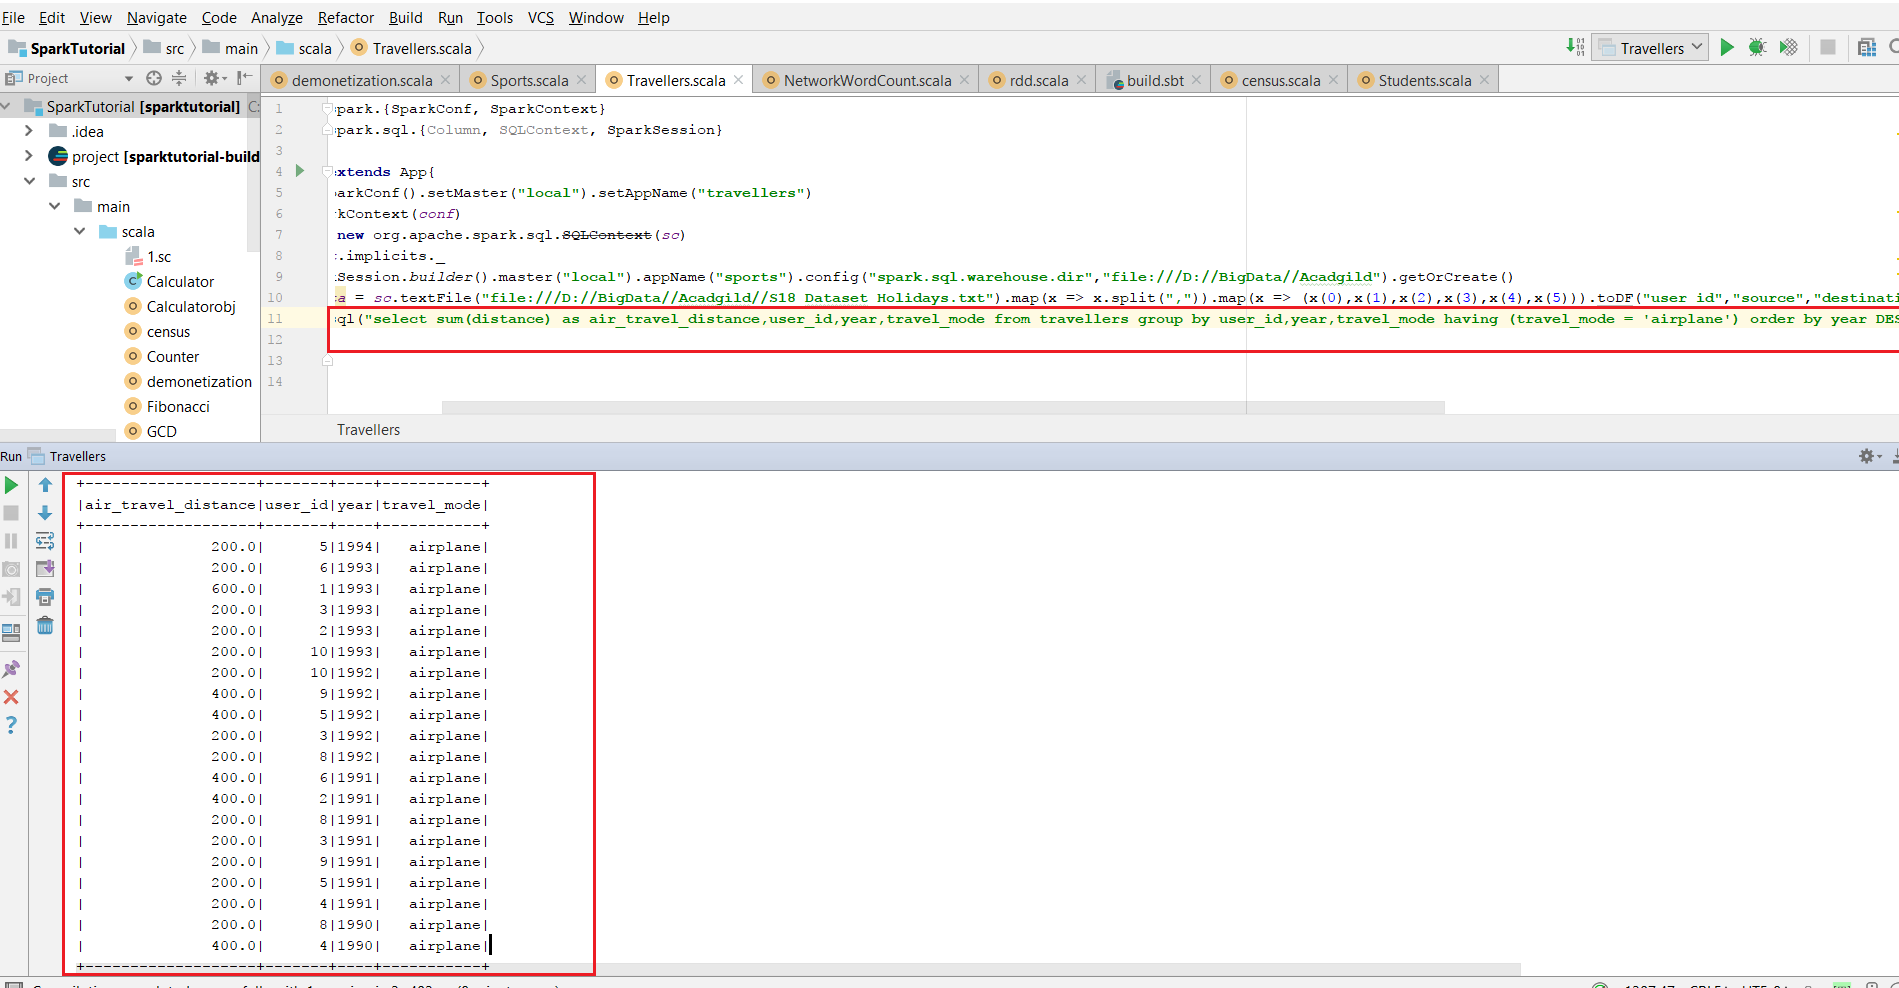 File Edit View Navigate Code Analyze Refactor Build Run Tools VCS Window Help
SparkTutorial src main scala Travellers.scala Travellers
Project demonetization.scala Sports.scala Travellers.scala NetworkWordCount.scala rdd.scala build.sbt census.scala Students.scala
SparkTutorial [sparktutorial] C:
.idea
project [sparktutorial-build
src
main
scala
1.sc
Calculator
Calculatorobj
census
Counter
demonetization
Fibonacci
GCD
1 park.{SparkConf, SparkContext}
2 park.sql.{Column, SQLContext, SparkSession}
3
4 extends App{
5 arkConf().setMaster("local").setAppName("travellers")
6 kContext(conf)
7 new org.apache.spark.sql.SQLContext(sc)
8 .implicits._
9 Session.builder().master("local").appName("sports").config("spark.sql.warehouse.dir","file:///D://BigData//Acadgild").getOrCreate()
10 a = sc.textFile("file:///D://BigData//Acadgild//S18 Dataset Holidays.txt").map(x => x.split(",")).map(x => (x(0),x(1),x(2),x(3),x(4),x(5))).toDF("user id","source","destinati
11 ql("select sum(distance) as air_travel_distance,user_id,year,travel_mode from travellers group by user_id,year,travel_mode having (travel_mode = 'airplane') order by year DES
12
13
14
Travellers
Run Travellers
+-------------------+-------+----+-----------+
|air_travel_distance|user_id|year|travel_mode|
+-------------------+-------+----+-----------+
| 200.0| 5|1994| airplane|
| 200.0| 6|1993| airplane|
| 600.0| 1|1993| airplane|
| 200.0| 3|1993| airplane|
| 200.0| 2|1993| airplane|
| 200.0| 10|1993| airplane|
| 200.0| 10|1992| airplane|
| 400.0| 9|1992| airplane|
| 400.0| 5|1992| airplane|
| 200.0| 3|1992| airplane|
| 200.0| 8|1992| airplane|
| 400.0| 6|1991| airplane|
| 400.0| 2|1991| airplane|
| 200.0| 8|1991| airplane|
| 200.0| 3|1991| airplane|
| 200.0| 9|1991| airplane|
| 200.0| 5|1991| airplane|
| 200.0| 4|1991| airplane|
| 200.0| 8|1990| airplane|
| 400.0| 4|1990| airplane|
+-------------------+-------+----+-----------+